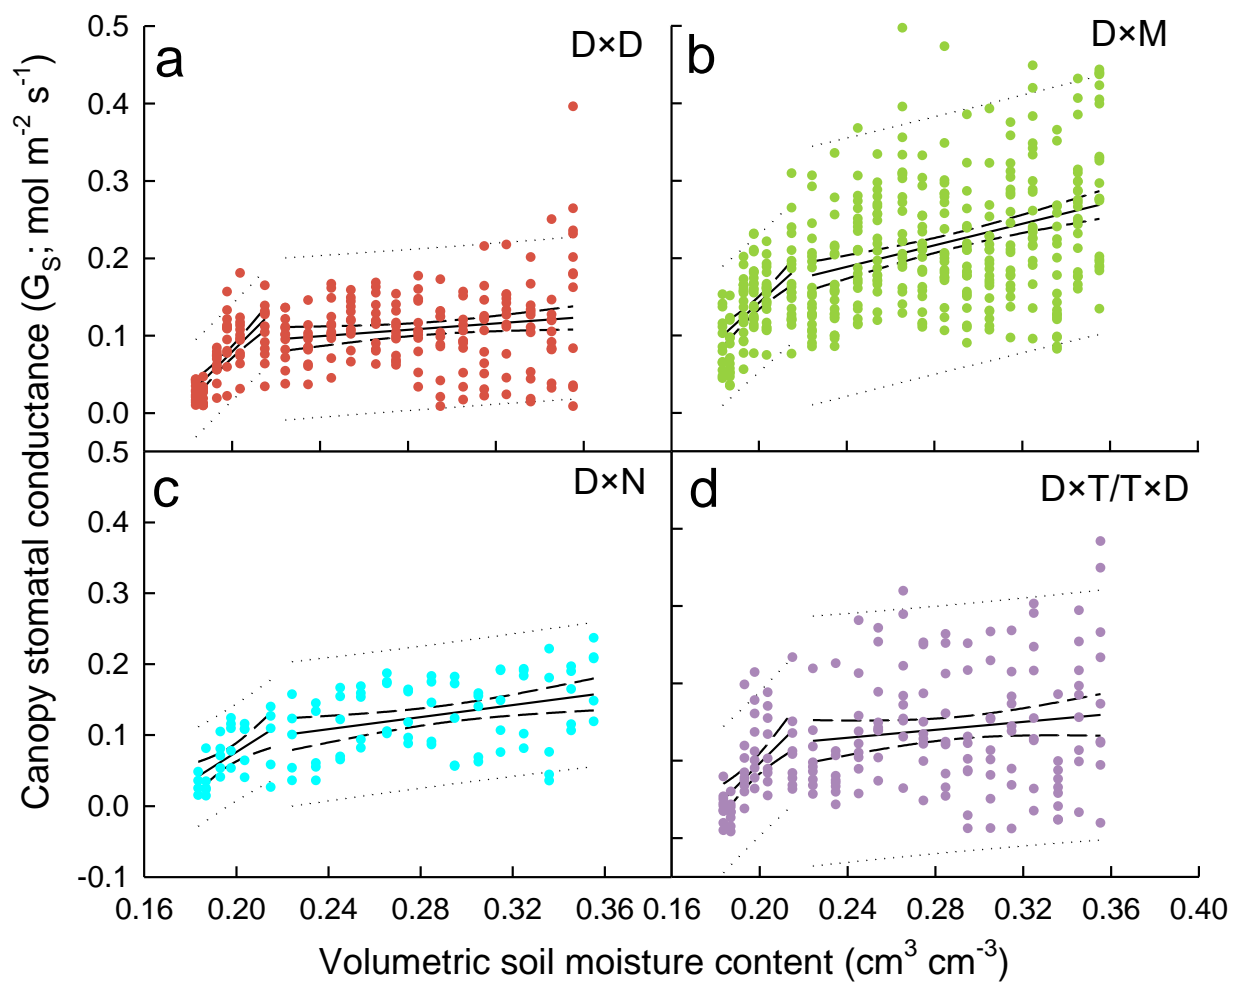 0.5
a
D×D
b
D×M
0.4
0.3
0.2
0.1
0.0
0.5
c
D×N
d
D×T/T×D
0.4
0.3
0.2
0.1
0.0
-0.1
0.16 0.20 0.24 0.28 0.32 0.36 0.16 0.20 0.24 0.28 0.32 0.36 0.40
Canopy stomatal conductance (G_S; mol m⁻² s⁻¹)
Volumetric soil moisture content (cm³ cm⁻³)